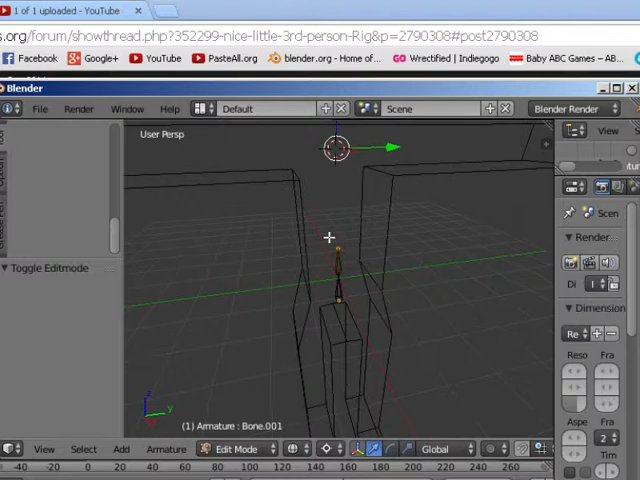 1 of 1 uploaded - YouTube
s.org/forum/showthread.php?352299-nice-little-3rd-person-Rig&p=2790308#post2790308
Facebook Google+ YouTube PasteAll.org blender.org - Home of... Wrectified | Indiegogo Baby ABC Games – AB...
Blender
File Render Window Help Default Scene Blender Render
User Persp
View
Scen
Render
Toggle Editmode
Di
Dimension
Re
Reso Fra
Aspe Fra
2
Tim
z
y
(1) Armature : Bone.001
View Select Add Armature Edit Mode Global
-40 -20 0 20 40 60 80 100 120 140 160 180 200 220 240 260